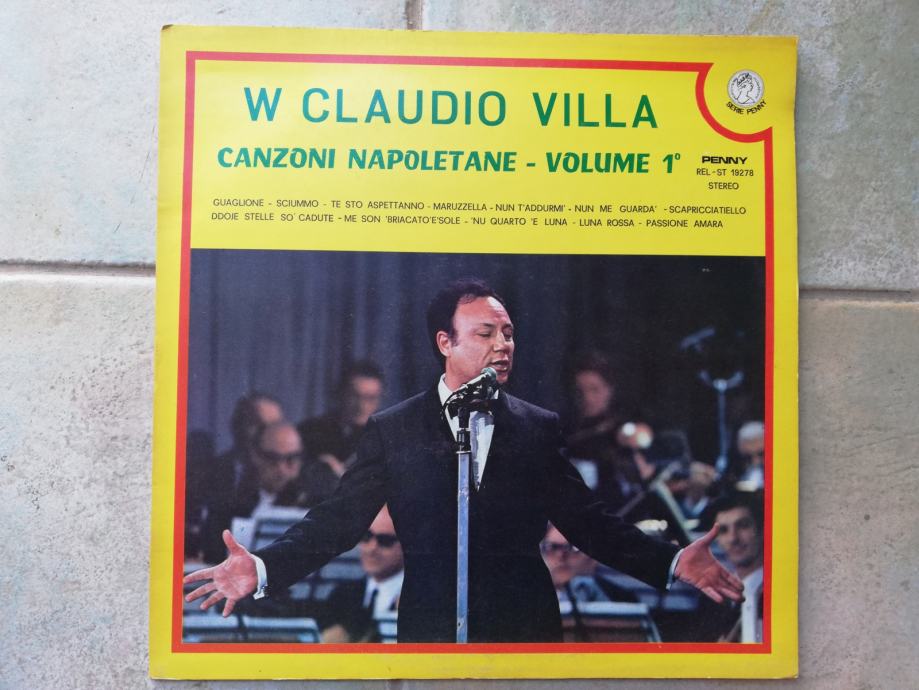 W CLAUDIO VILLA
SERIE PENNY
CANZONI NAPOLETANE - VOLUME 1°
PENNY
REL-ST 19278
STEREO
GUAGLIONE - SCIUMMO - TE STO ASPETTANNO - MARUZZELLA - NUN T'ADDURMI' - NUN ME GUARDA' - SCAPRICCIATIELLO
DDOJE STELLE SO' CADUTE - ME SON 'BRIACATO'E'SOLE - 'NU QUARTO 'E LUNA - LUNA ROSSA - PASSIONE AMARA